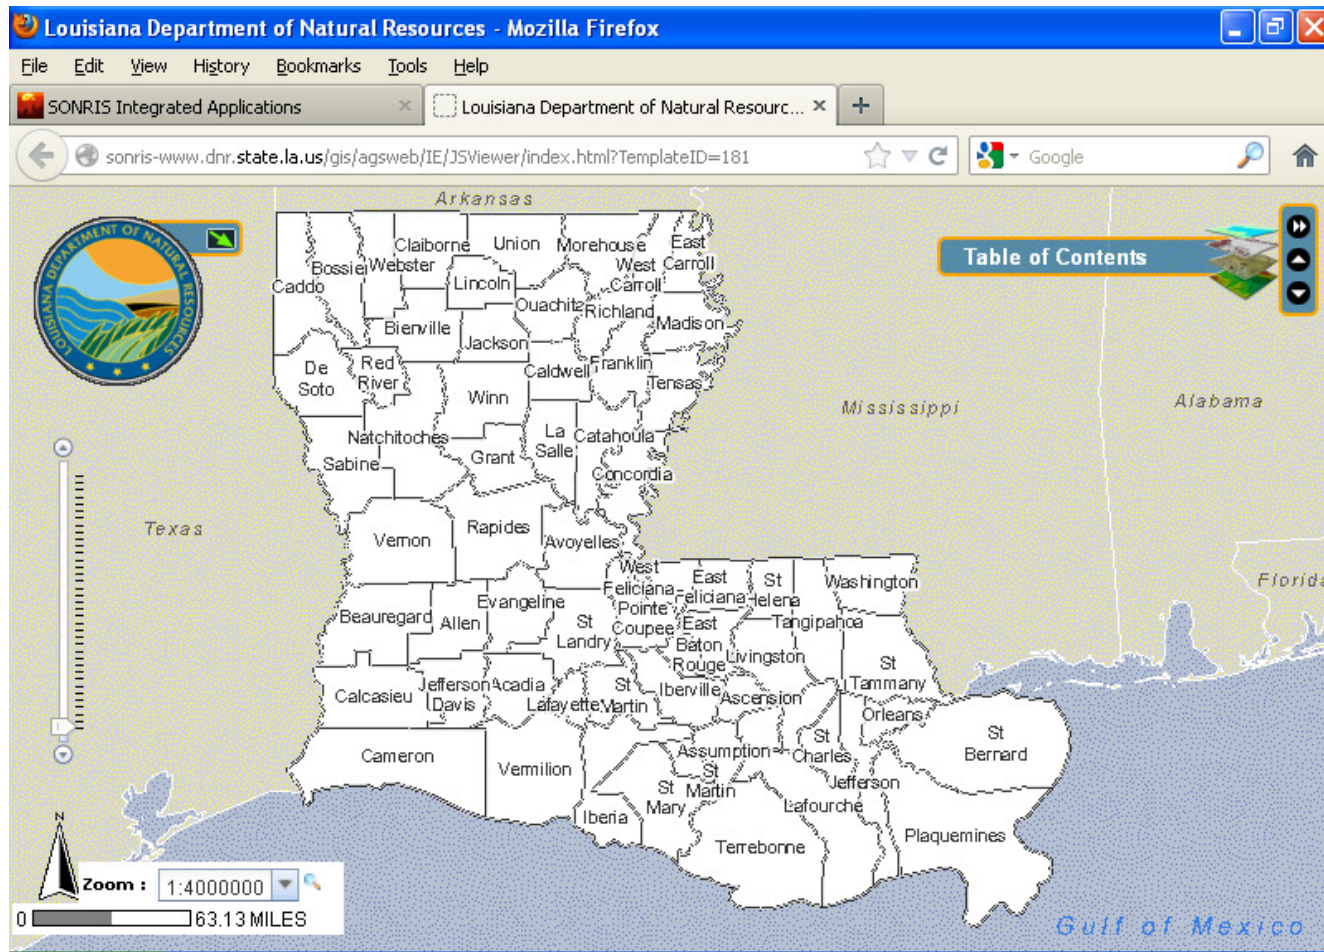 Louisiana Department of Natural Resources - Mozilla Firefox
File Edit View History Bookmarks Tools Help
SONRIS Integrated Applications
Louisiana Department of Natural Resourc...
sonris-www.dnr.state.la.us/gis/agsweb/IE/JSViewer/index.html?TemplateID=181
Google
Arkansas
LOUISIANA DEPARTMENT OF NATURAL RESOURCES
Table of Contents
Claiborne
Union
Morehouse
East
Carroll
Caddo
Bossier
Webster
Lincoln
West
Carroll
Ouachita
Richland
Madison
Bienville
Jackson
De
Soto
Red
River
Caldwell
Franklin
Tensas
Winn
Mississippi
Alabama
Natchitoches
La
Salle
Catahoula
Sabine
Grant
Concordia
Texas
Vernon
Rapides
Avoyelles
West
Feliciana
East
Feliciana
St
Helena
Washington
Florida
Beauregard
Allen
Evangeline
St
Landry
Pointe
Coupee
East
Baton
Rouge
Tangipahoa
Livingston
St
Tammany
Calcasieu
Jefferson
Davis
Acadia
Lafayette
St
Martin
Iberville
Ascension
Orleans
St
Bernard
Cameron
Vermilion
Assumption
St
Charles
St
Martin
St
Mary
Jefferson
Iberia
Lafourche
Terrebonne
Plaquemines
N
Zoom : 1:4000000
0 63.13 MILES
Gulf of Mexico